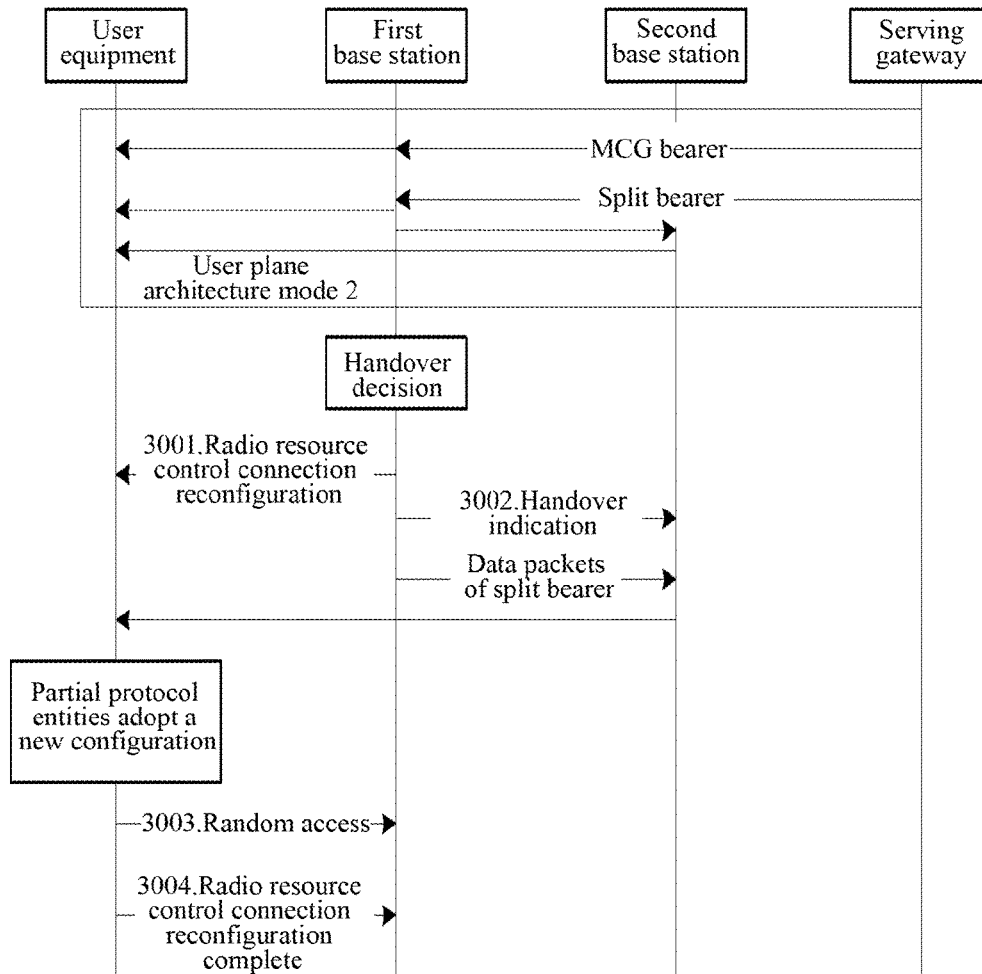 User
equipment
First
base station
Second
base station
Serving
gateway
MCG bearer
Split bearer
User plane
architecture mode 2
Handover
decision
3001.Radio resource
control connection
reconfiguration
3002.Handover
indication
Data packets
of split bearer
Partial protocol
entities adopt a
new configuration
3003.Random access
3004.Radio resource
control connection
reconfiguration
complete